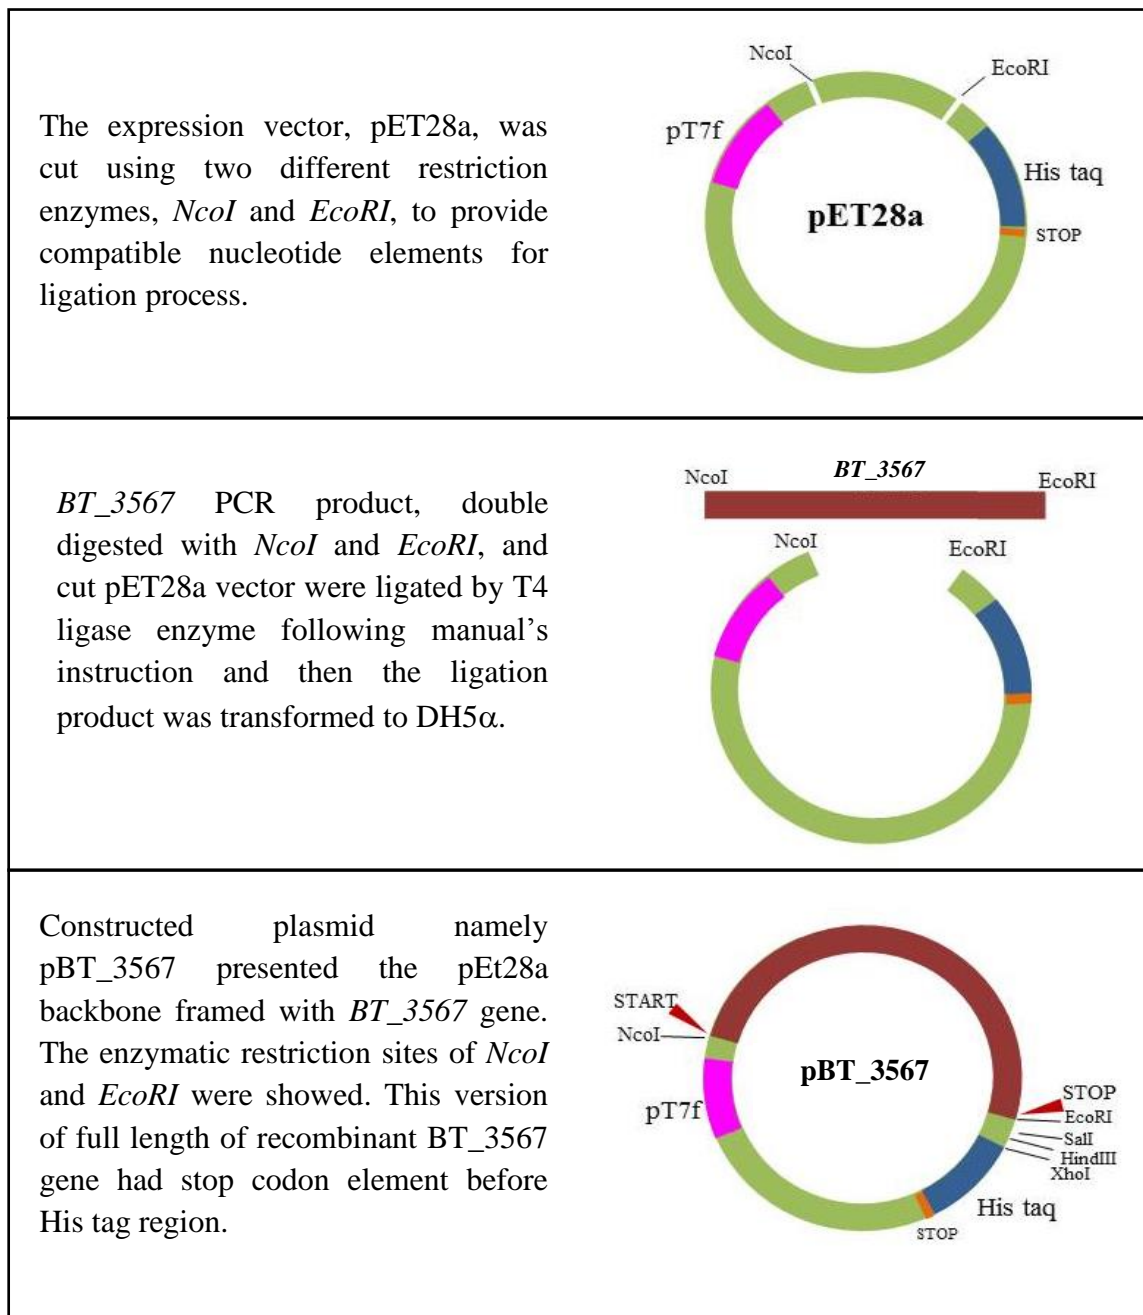 The expression vector, pET28a, was
cut using two different restriction
enzymes, NcoI and EcoRI, to provide
compatible nucleotide elements for
ligation process.
NcoI
EcoRI
pT7f
His taq
pET28a
STOP
BT_3567 PCR product, double
digested with NcoI and EcoRI, and
cut pET28a vector were ligated by T4
ligase enzyme following manual's
instruction and then the ligation
product was transformed to DH5α.
NcoI
BT_3567
EcoRI
NcoI
EcoRI
Constructed plasmid namely
pBT_3567 presented the pEt28a
backbone framed with BT_3567 gene.
The enzymatic restriction sites of NcoI
and EcoRI were showed. This version
of full length of recombinant BT_3567
gene had stop codon element before
His tag region.
START
NcoI
pBT_3567
pT7f
STOP
EcoRI
SalI
HindIII
XhoI
His taq
STOP